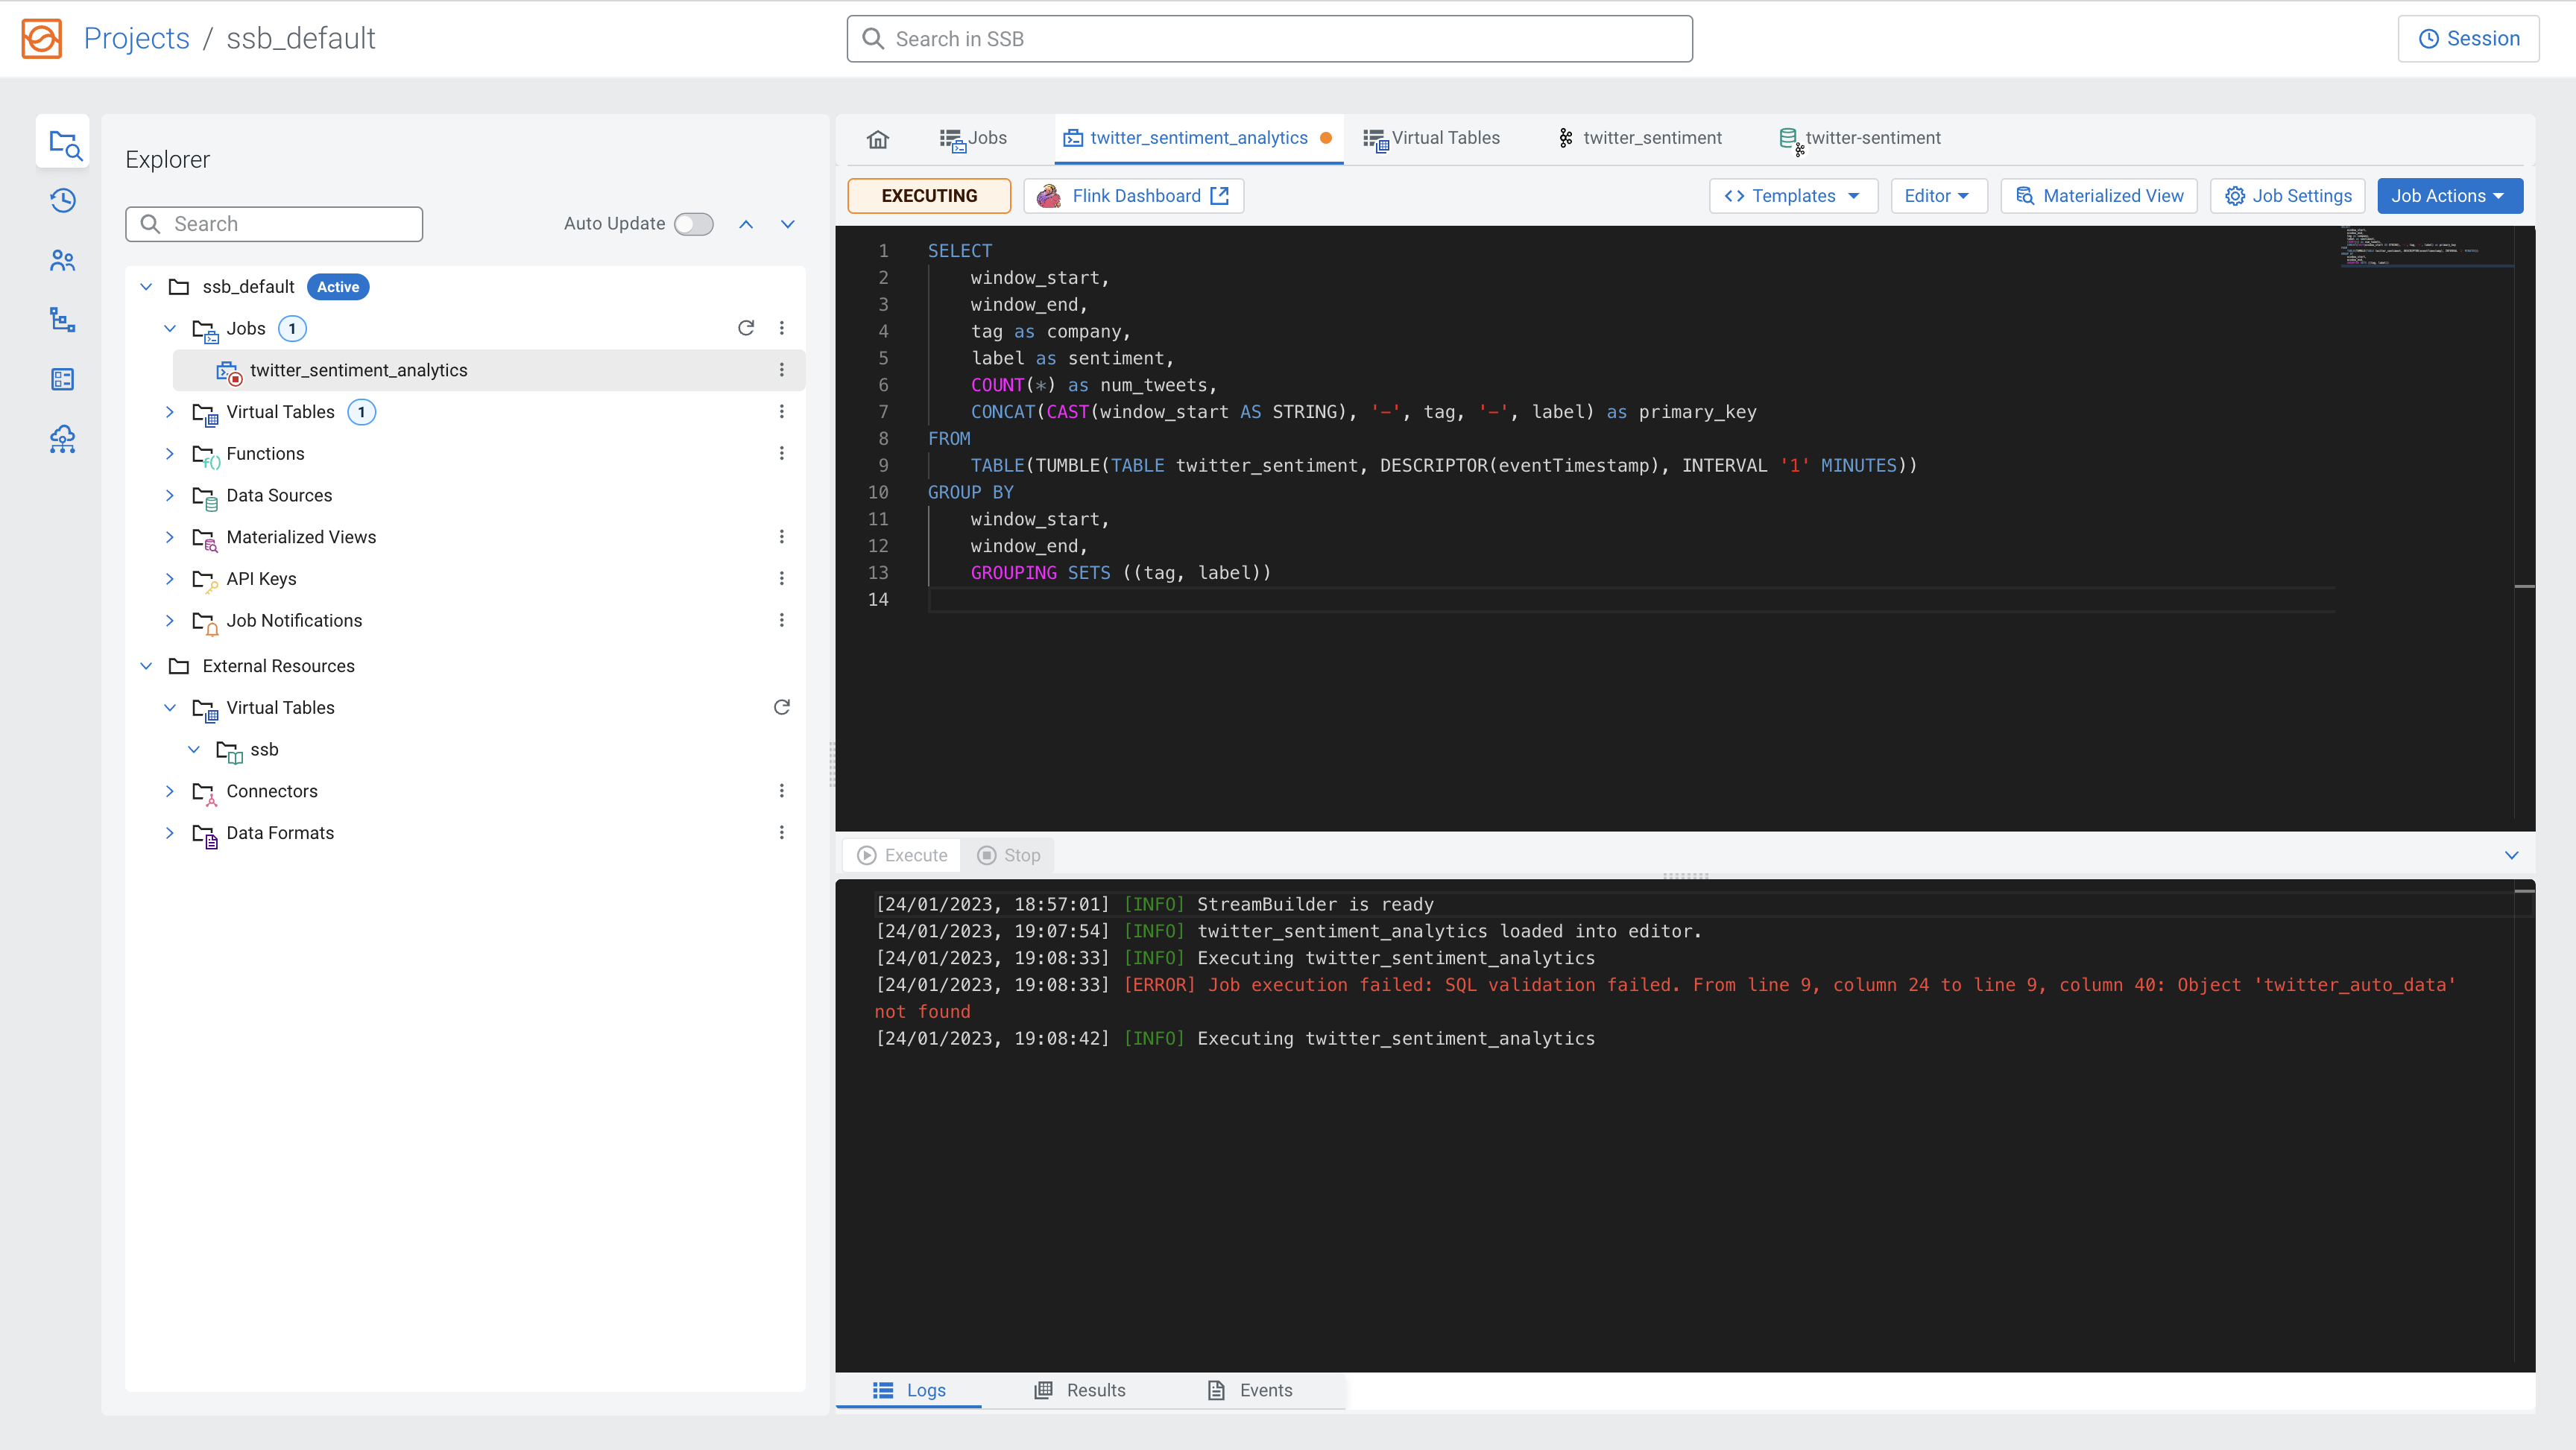 Projects / ssb_default
Search in SSB
Session
Explorer
Search
Auto Update
ssb_default Active
Jobs 1
twitter_sentiment_analytics
Virtual Tables 1
Functions
Data Sources
Materialized Views
API Keys
Job Notifications
External Resources
Virtual Tables
ssb
Connectors
Data Formats
Jobs
twitter_sentiment_analytics
Virtual Tables
twitter_sentiment
twitter-sentiment
EXECUTING
Flink Dashboard
Templates
Editor
Materialized View
Job Settings
Job Actions
1 SELECT
2 window_start,
3 window_end,
4 tag as company,
5 label as sentiment,
6 COUNT(*) as num_tweets,
7 CONCAT(CAST(window_start AS STRING), '-', tag, '-', label) as primary_key
8 FROM
9 TABLE(TUMBLE(TABLE twitter_sentiment, DESCRIPTOR(eventTimestamp), INTERVAL '1' MINUTES))
10 GROUP BY
11 window_start,
12 window_end,
13 GROUPING SETS ((tag, label))
14
Execute
Stop
[24/01/2023, 18:57:01] [INFO] StreamBuilder is ready
[24/01/2023, 19:07:54] [INFO] twitter_sentiment_analytics loaded into editor.
[24/01/2023, 19:08:33] [INFO] Executing twitter_sentiment_analytics
[24/01/2023, 19:08:33] [ERROR] Job execution failed: SQL validation failed. From line 9, column 24 to line 9, column 40: Object 'twitter_auto_data'
not found
[24/01/2023, 19:08:42] [INFO] Executing twitter_sentiment_analytics
Logs
Results
Events